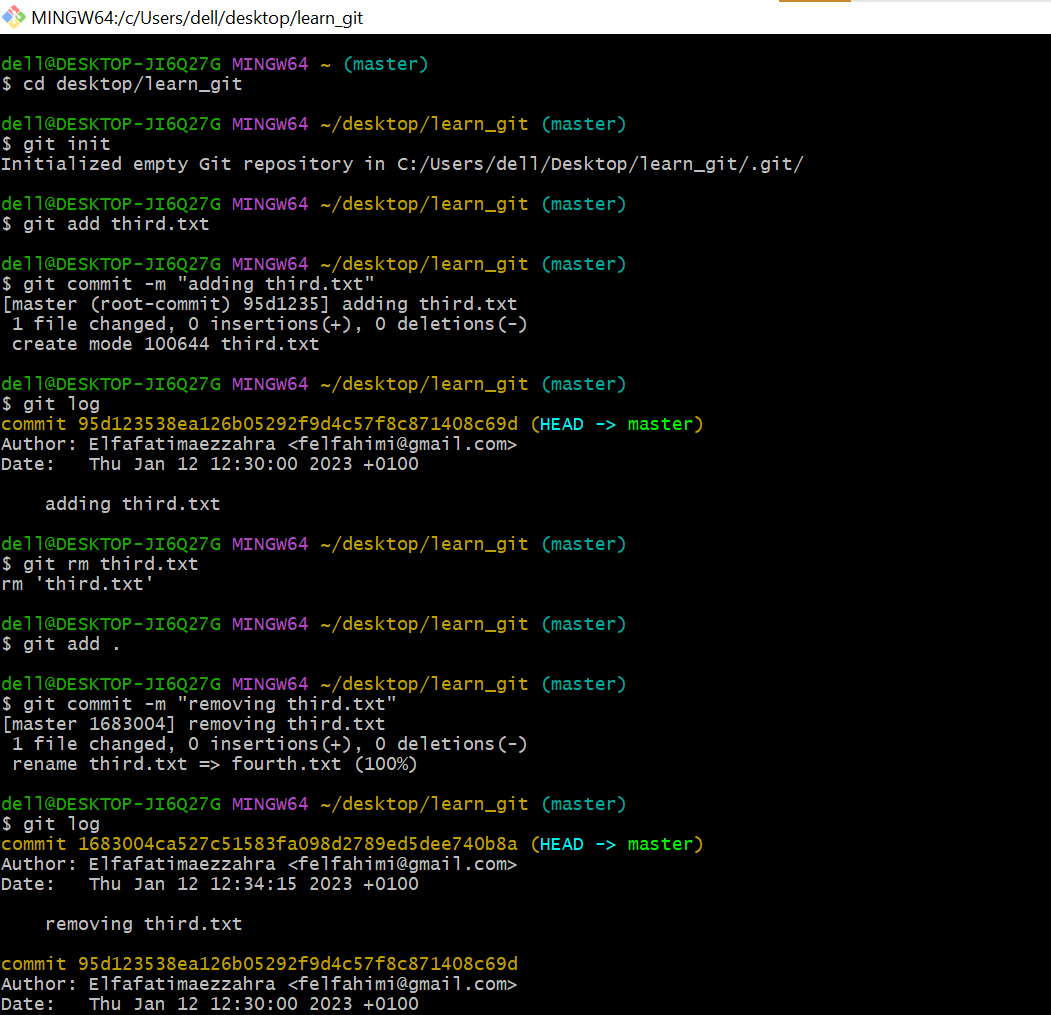 MINGW64:/c/Users/dell/desktop/learn_git
dell@DESKTOP-JI6Q27G MINGW64 ~ (master)
$ cd desktop/learn_git
dell@DESKTOP-JI6Q27G MINGW64 ~/desktop/learn_git (master)
$ git init
Initialized empty Git repository in C:/Users/dell/Desktop/learn_git/.git/
dell@DESKTOP-JI6Q27G MINGW64 ~/desktop/learn_git (master)
$ git add third.txt
dell@DESKTOP-JI6Q27G MINGW64 ~/desktop/learn_git (master)
$ git commit -m "adding third.txt"
[master (root-commit) 95d1235] adding third.txt
 1 file changed, 0 insertions(+), 0 deletions(-)
 create mode 100644 third.txt
dell@DESKTOP-JI6Q27G MINGW64 ~/desktop/learn_git (master)
$ git log
commit 95d123538ea126b05292f9d4c57f8c871408c69d (HEAD -> master)
Author: Elfafatimaezzahra <felfahimi@gmail.com>
Date:   Thu Jan 12 12:30:00 2023 +0100
    adding third.txt
dell@DESKTOP-JI6Q27G MINGW64 ~/desktop/learn_git (master)
$ git rm third.txt
rm 'third.txt'
dell@DESKTOP-JI6Q27G MINGW64 ~/desktop/learn_git (master)
$ git add .
dell@DESKTOP-JI6Q27G MINGW64 ~/desktop/learn_git (master)
$ git commit -m "removing third.txt"
[master 1683004] removing third.txt
 1 file changed, 0 insertions(+), 0 deletions(-)
 rename third.txt => fourth.txt (100%)
dell@DESKTOP-JI6Q27G MINGW64 ~/desktop/learn_git (master)
$ git log
commit 1683004ca527c51583fa098d2789ed5dee740b8a (HEAD -> master)
Author: Elfafatimaezzahra <felfahimi@gmail.com>
Date:   Thu Jan 12 12:34:15 2023 +0100
    removing third.txt
commit 95d123538ea126b05292f9d4c57f8c871408c69d
Author: Elfafatimaezzahra <felfahimi@gmail.com>
Date:   Thu Jan 12 12:30:00 2023 +0100